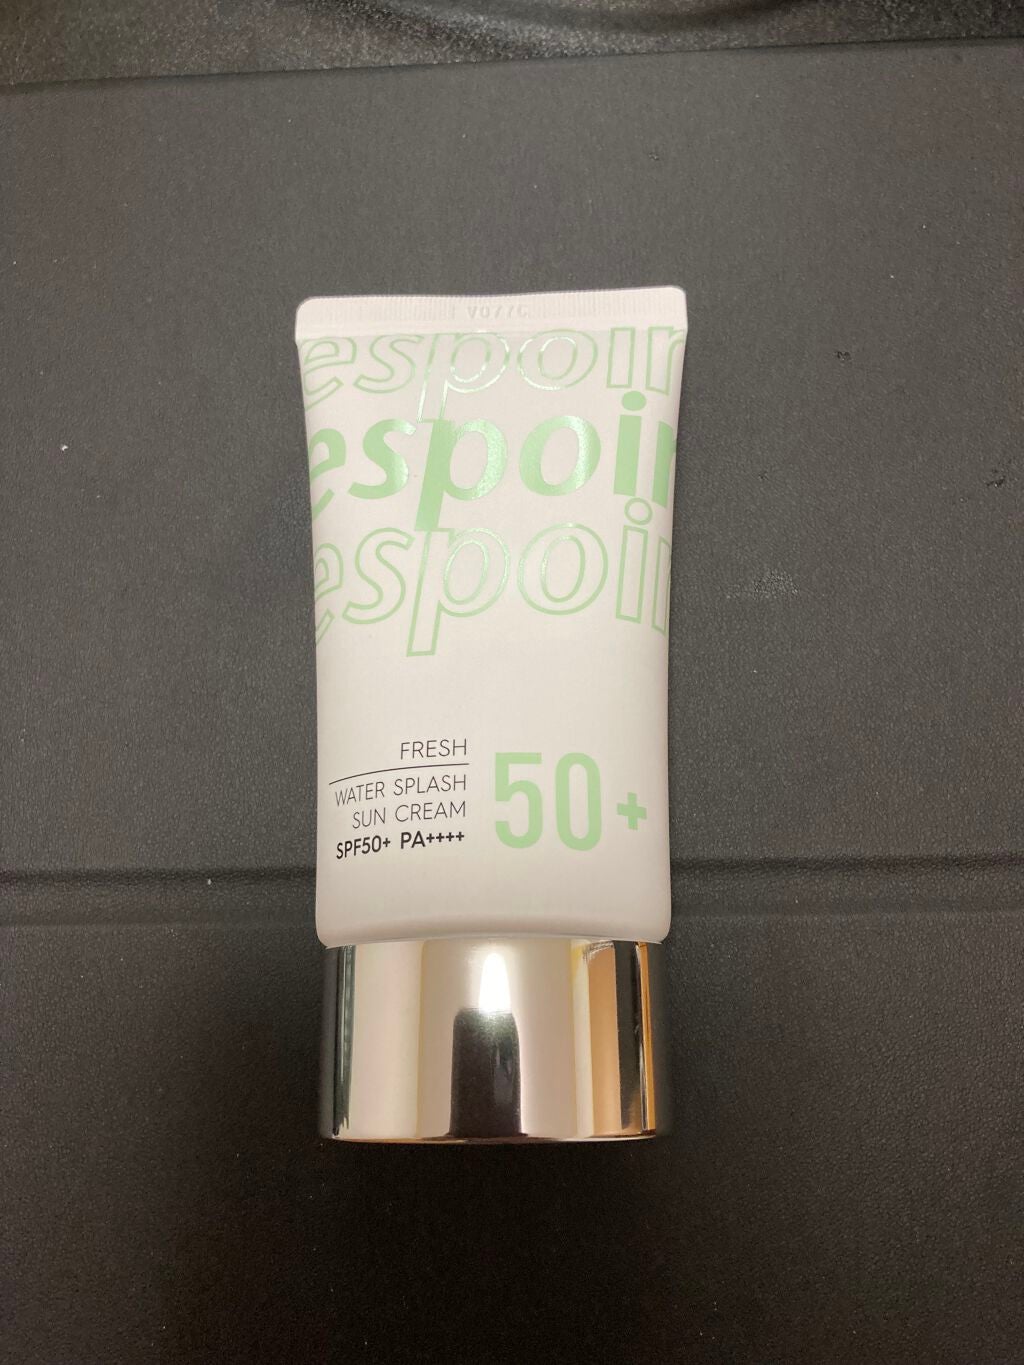 espoir
espoir
espoir
FRESH
WATER SPLASH
SUN CREAM
SPF50+ PA++++
50+